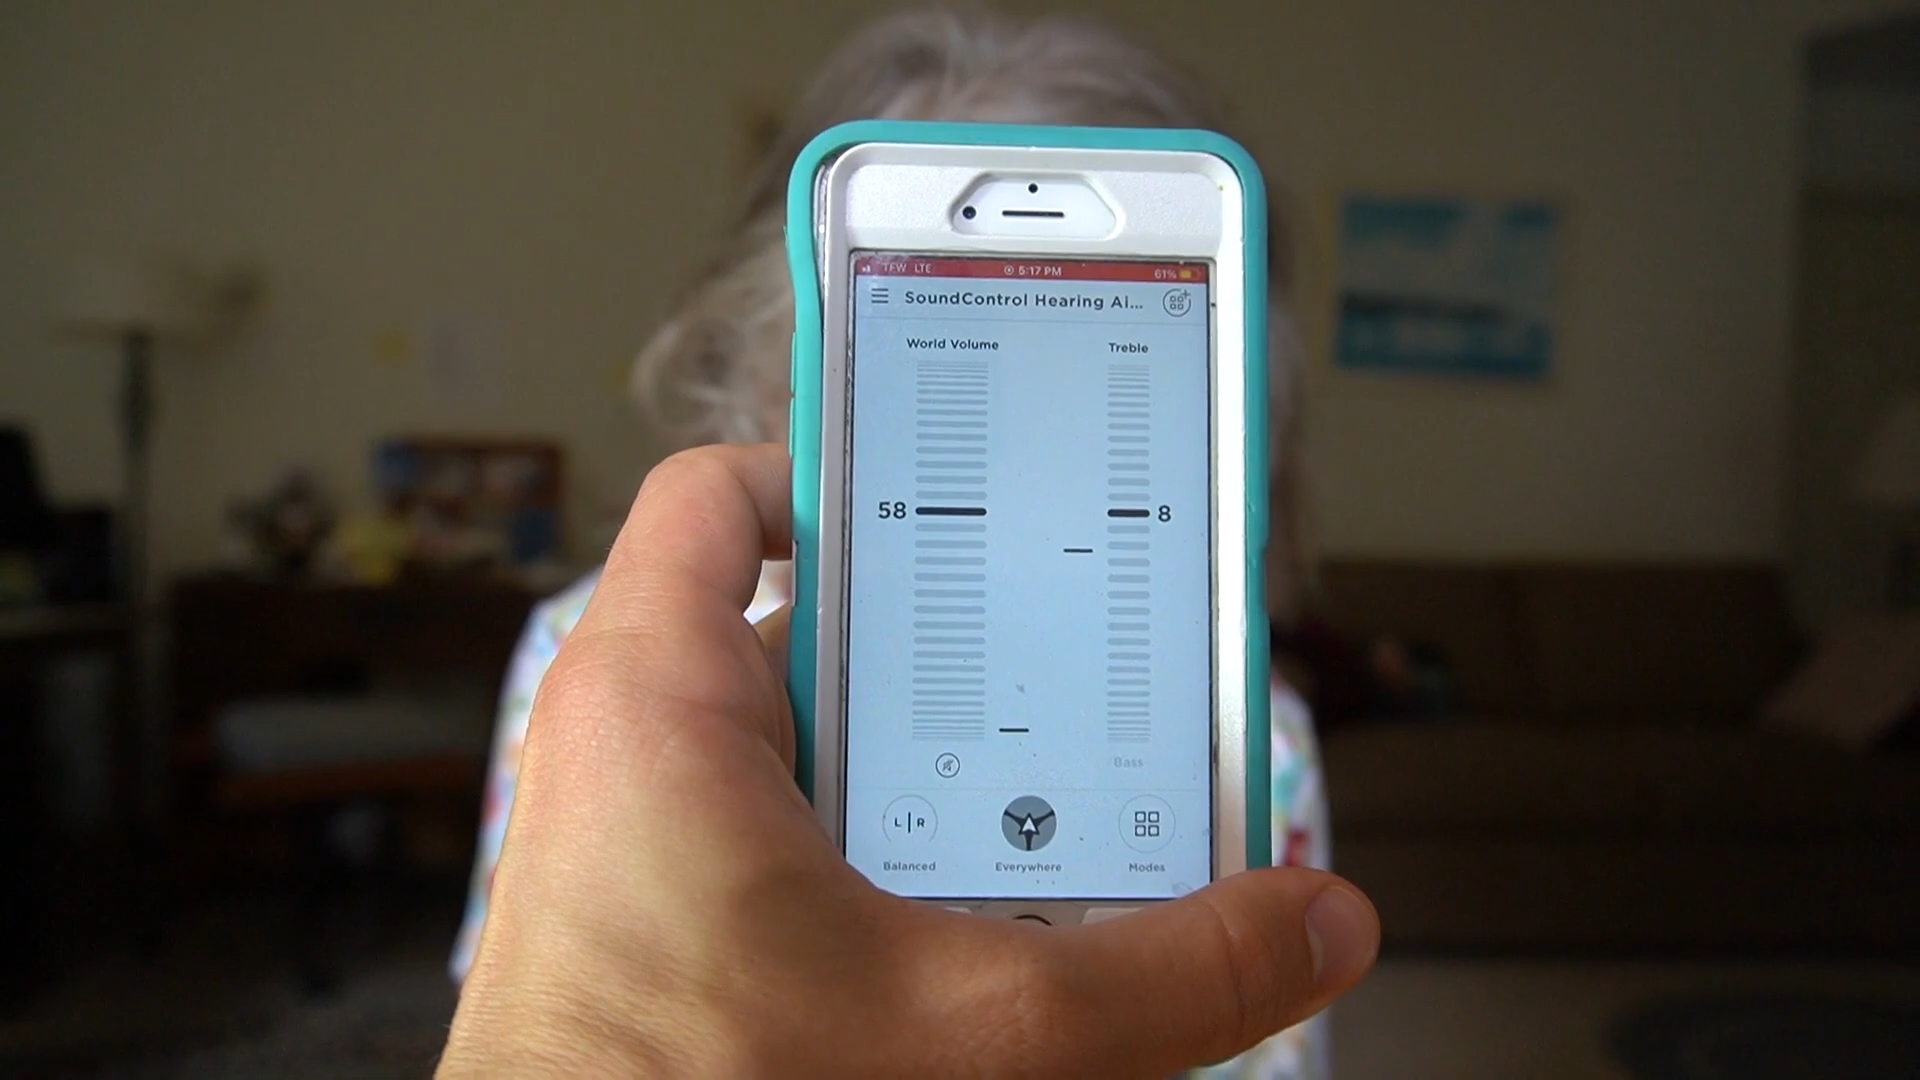 TFW LTE 5:17 PM 61%
SoundControl Hearing Ai...
World Volume Treble
58 8
Bass
L R
Balanced Everywhere Modes